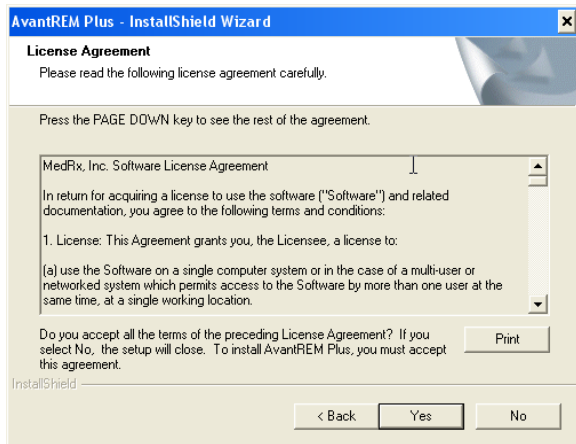 AvantREM Plus - InstallShield Wizard
License Agreement
Please read the following license agreement carefully.
Press the PAGE DOWN key to see the rest of the agreement.
MedRx, Inc. Software License Agreement
In return for acquiring a license to use the software ("Software") and related
documentation, you agree to the following terms and conditions:
1. License: This Agreement grants you, the Licensee, a license to:
(a) use the Software on a single computer system or in the case of a multi-user or
networked system which permits access to the Software by more than one user at the
same time, at a single working location.
Do you accept all the terms of the preceding License Agreement? If you
select No, the setup will close. To install AvantREM Plus, you must accept
this agreement.
Print
InstallShield
< Back
Yes
No